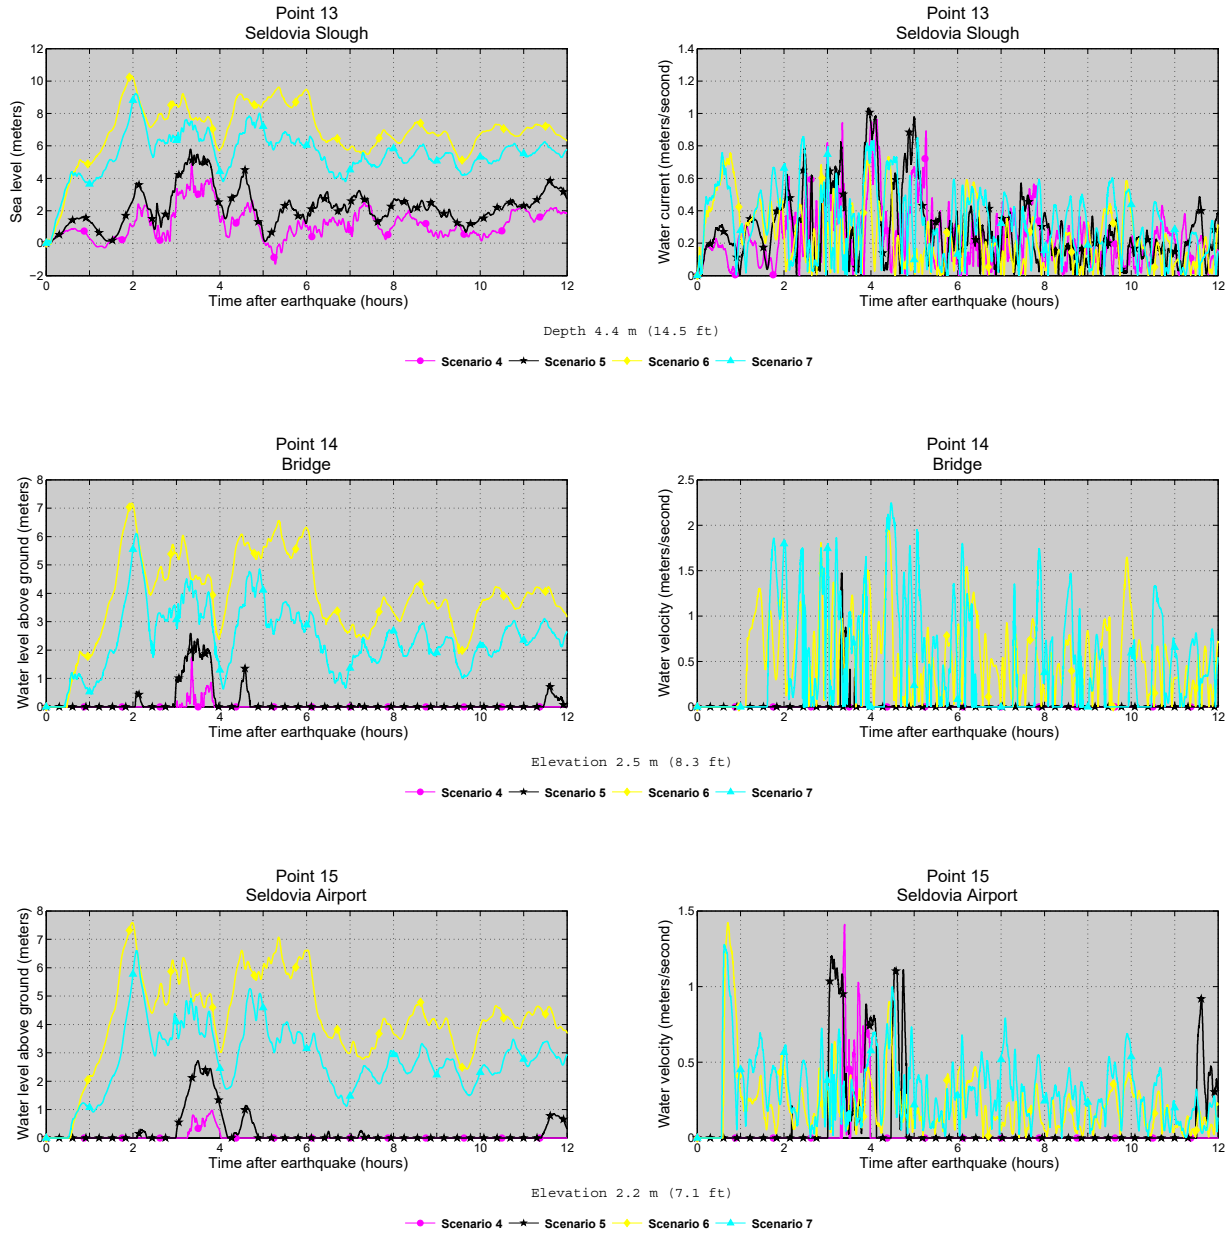 Point 13
Seldovia Slough
12
10
8
6
4
2
0
−2
Sea level (meters)
0 2 4 6 8 10 12
Time after earthquake (hours)
Point 13
Seldovia Slough
1.4
1.2
1
0.8
0.6
0.4
0.2
0
Water current (meters/second)
0 2 4 6 8 10 12
Time after earthquake (hours)
Depth 4.4 m (14.5 ft)
Scenario 4 Scenario 5 Scenario 6 Scenario 7
Point 14
Bridge
8
7
6
5
4
3
2
1
0
Water level above ground (meters)
0 2 4 6 8 10 12
Time after earthquake (hours)
Point 14
Bridge
2.5
2
1.5
1
0.5
0
Water velocity (meters/second)
0 2 4 6 8 10 12
Time after earthquake (hours)
Elevation 2.5 m (8.3 ft)
Scenario 4 Scenario 5 Scenario 6 Scenario 7
Point 15
Seldovia Airport
8
7
6
5
4
3
2
1
0
Water level above ground (meters)
0 2 4 6 8 10 12
Time after earthquake (hours)
Point 15
Seldovia Airport
1.5
1
0.5
0
Water velocity (meters/second)
0 2 4 6 8 10 12
Time after earthquake (hours)
Elevation 2.2 m (7.1 ft)
Scenario 4 Scenario 5 Scenario 6 Scenario 7